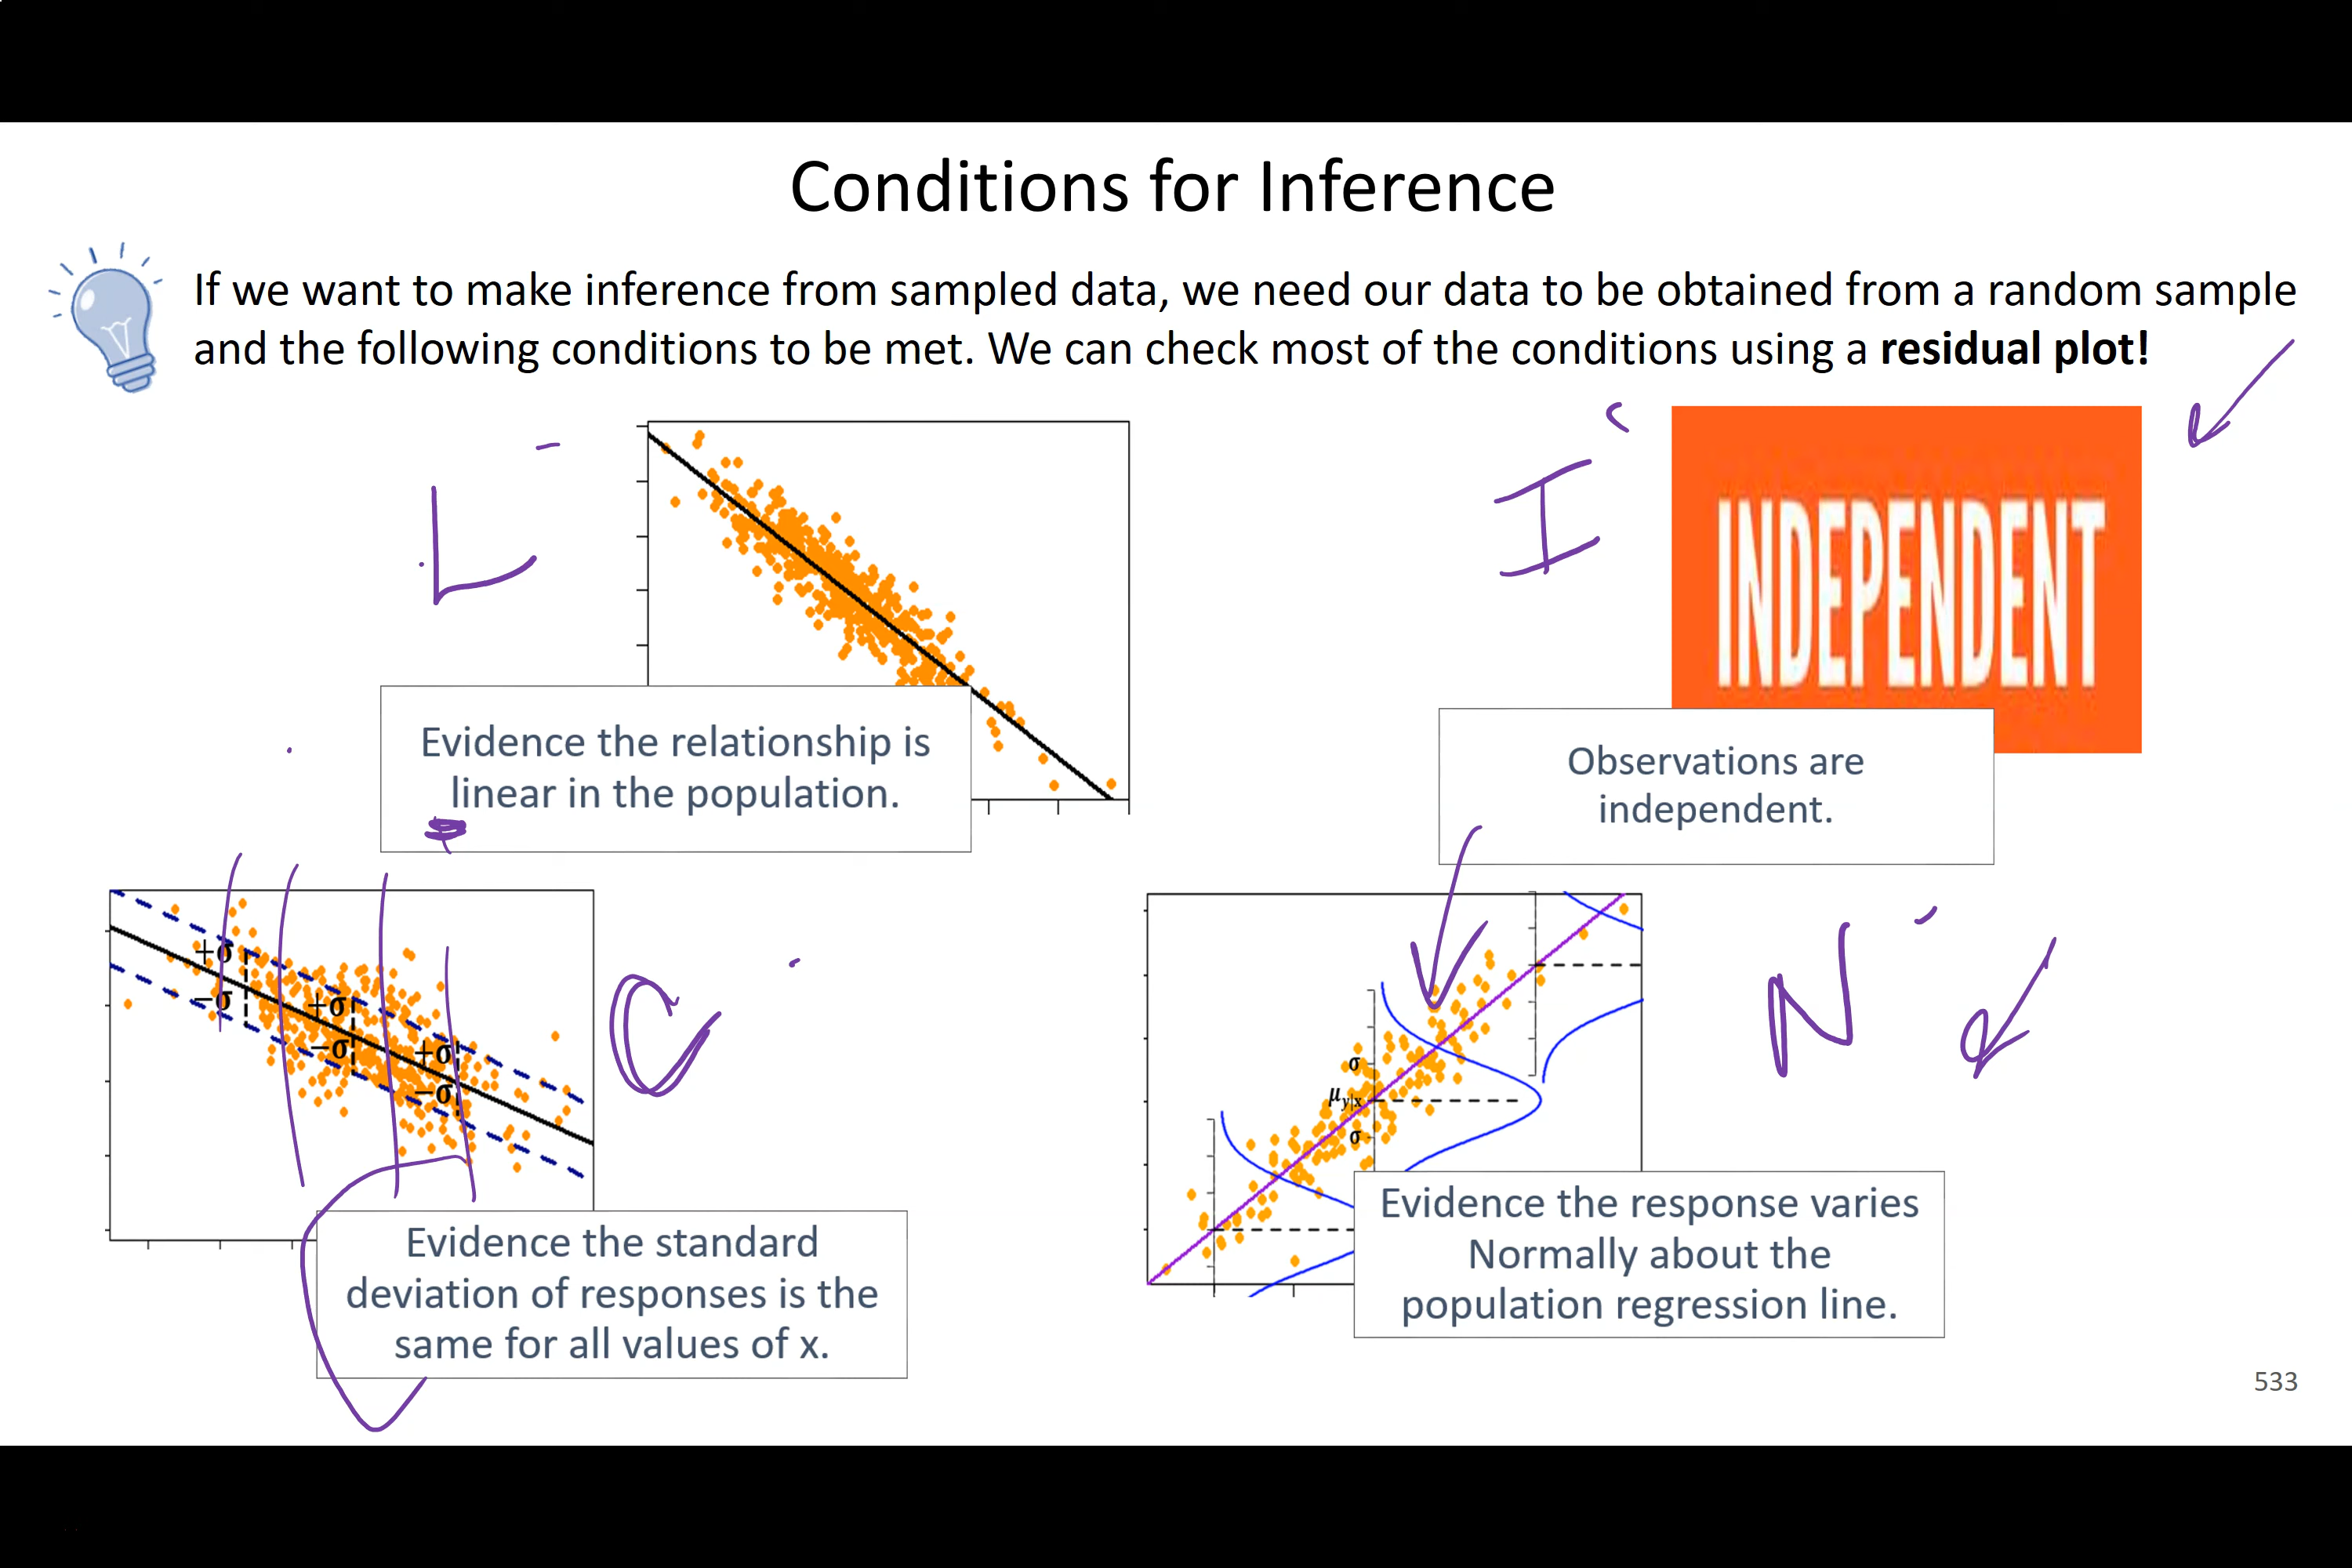 Conditions for Inference
If we want to make inference from sampled data, we need our data to be obtained from a random sample
and the following conditions to be met. We can check most of the conditions using a residual plot!
L
I
INDEPENDENT
Evidence the relationship is
linear in the population.
Observations are
independent.
+σ
−σ
+σ
−σ
+σ
−σ
σ
μy|x
σ
N
Evidence the standard
deviation of responses is the
same for all values of x.
Evidence the response varies
Normally about the
population regression line.
533